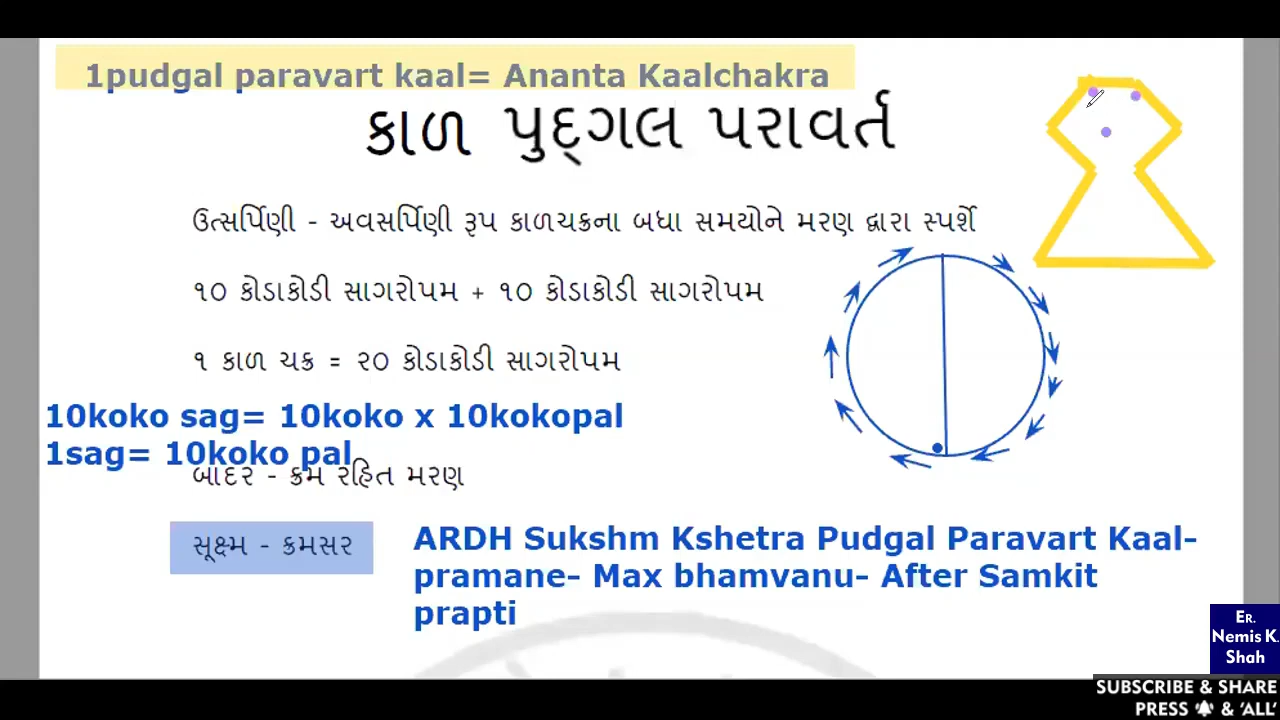 1pudgal paravart kaal= Ananta Kaalchakra
કાળ પુદ્ગલ પરાવર્ત
ઉત્સર્પિણી - અવસર્પિણી રૂપ કાળચક્રના બધા સમયોને મરણ દ્વારા સ્પર્શે
૧૦ કોડાકોડી સાગરોપમ + ૧૦ કોડાકોડી સાગરોપમ
૧ કાળ ચક્ર = ૨૦ કોડાકોડી સાગરોપમ
10koko sag= 10koko x 10kokopal
1sag= 10koko pal
બાદર - ક્રમ રહિત મરણ
સૂક્ષ્મ - ક્રમસર
ARDH Sukshm Kshetra Pudgal Paravart Kaal-
pramane- Max bhamvanu- After Samkit
prapti
ER.
Nemis K.
Shah
SUBSCRIBE & SHARE
PRESS 🔔 & ‘ALL’